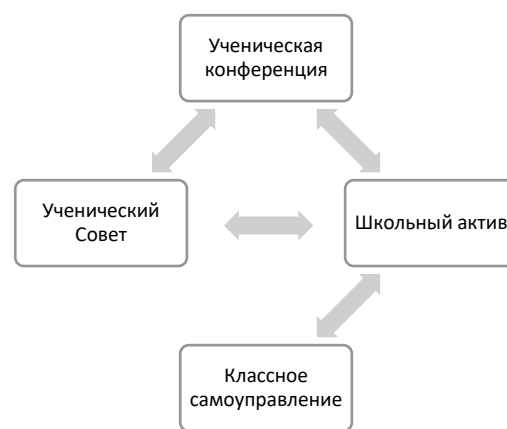 Ученическая
конференция
Ученический
Совет
Школьный актив
Классное
самоуправление